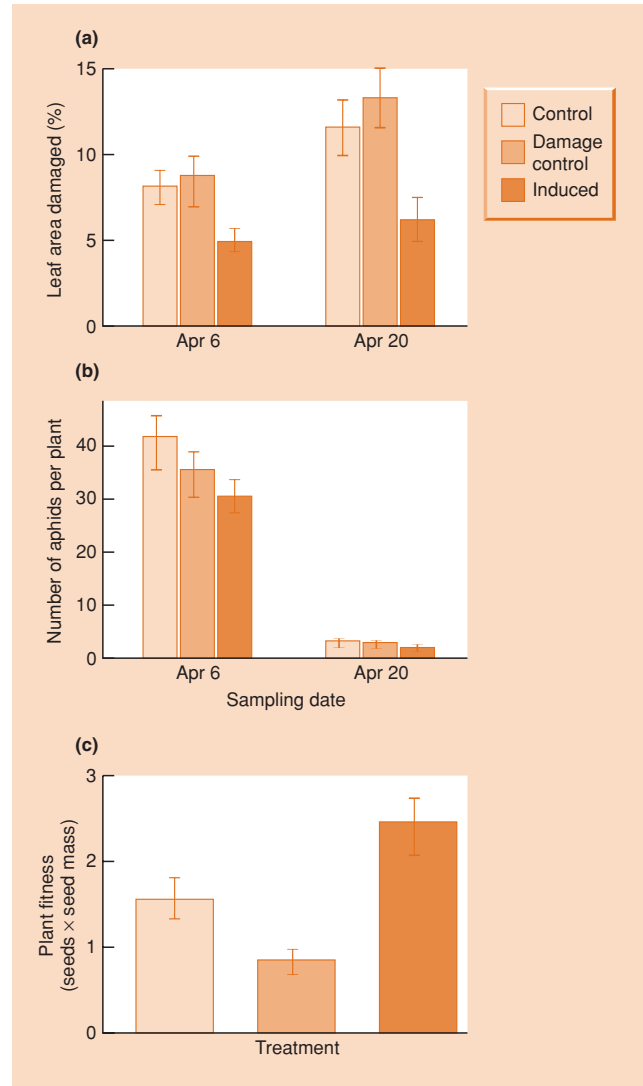 (a)
Leaf area damaged (%)
15
10
5
0
Apr 6
Apr 20
Control
Damage
control
Induced
(b)
Number of aphids per plant
40
30
20
10
0
Apr 6
Apr 20
Sampling date
(c)
Plant fitness
(seeds × seed mass)
3
2
1
0
Treatment